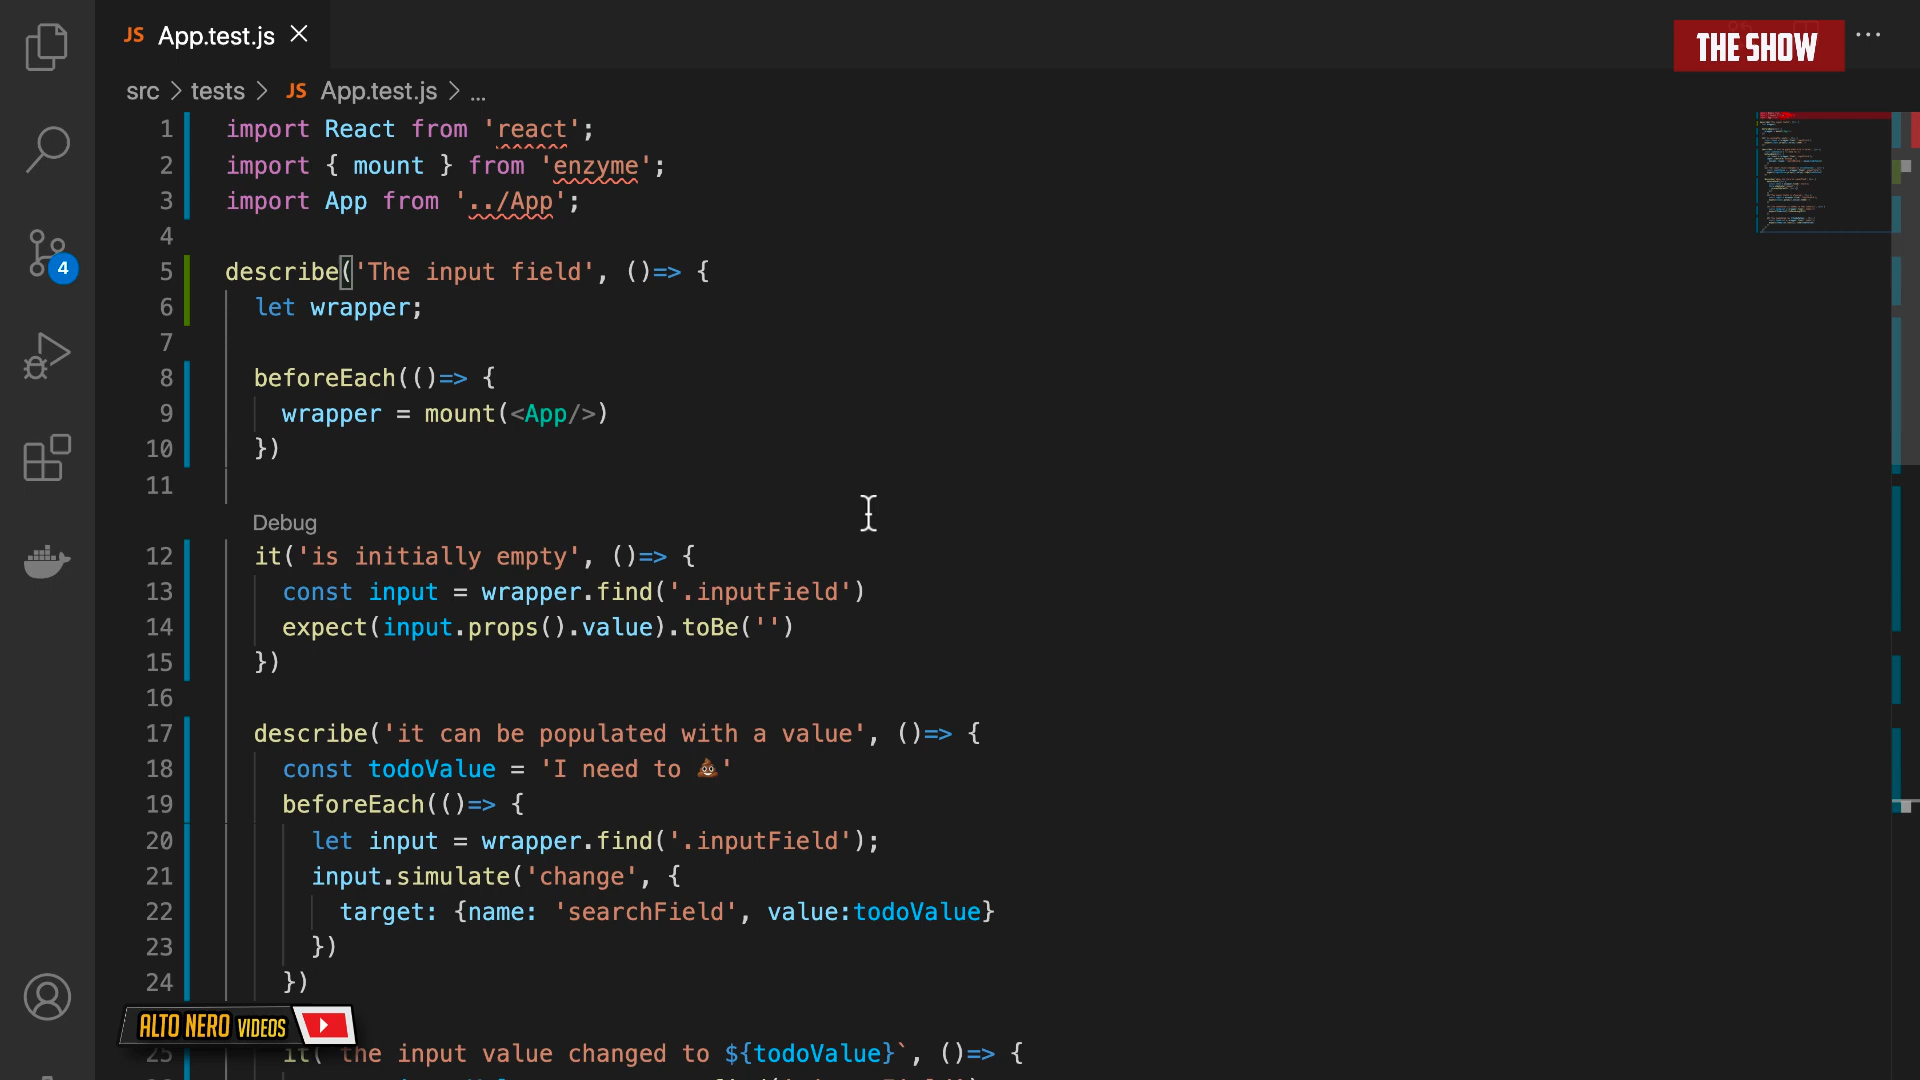 JS App.test.js
THE SHOW
src > tests > JS App.test.js > ...
1 import React from 'react';
2 import { mount } from 'enzyme';
3 import App from '../App';
4
5 describe('The input field', ()=> {
6 let wrapper;
7
8 beforeEach(()=> {
9 wrapper = mount(<App/>)
10 })
11
Debug
12 it('is initially empty', ()=> {
13 const input = wrapper.find('.inputField')
14 expect(input.props().value).toBe('')
15 })
16
17 describe('it can be populated with a value', ()=> {
18 const todoValue = 'I need to 💩'
19 beforeEach(()=> {
20 let input = wrapper.find('.inputField');
21 input.simulate('change', {
22 target: {name: 'searchField', value:todoValue}
23 })
24 })
4
ALTO NERO VIDEOS
25 it(`the input value changed to ${todoValue}`, ()=> {